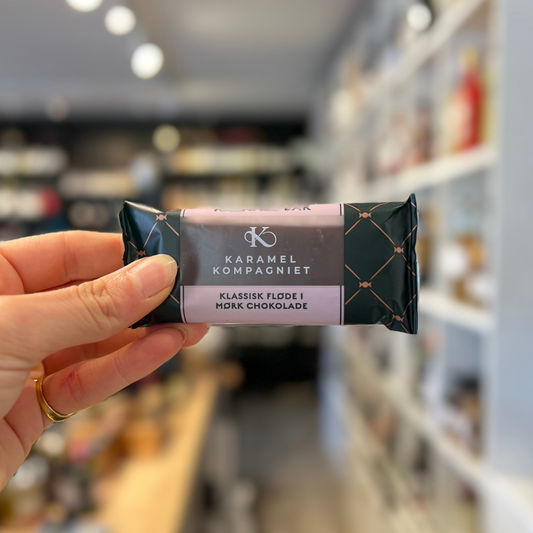 KARAMEL
KOMPAGNIET
KLASSISK FLØDE I
MØRK CHOKOLADE